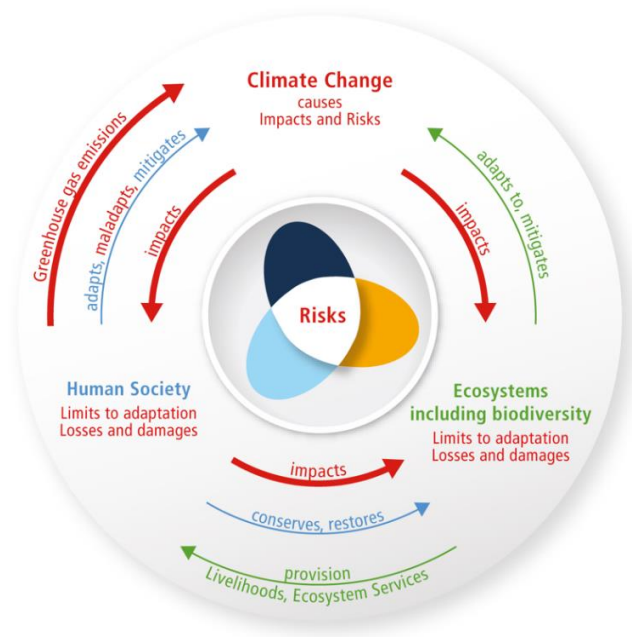 Climate Change
causes
Impacts and Risks
Greenhouse gas emissions
adapts, maladapts, mitigates
impacts
impacts
adapts to, mitigates
Risks
Human Society
Limits to adaptation
Losses and damages
Ecosystems
including biodiversity
Limits to adaptation
Losses and damages
impacts
conserves, restores
provision
Livelihoods, Ecosystem Services